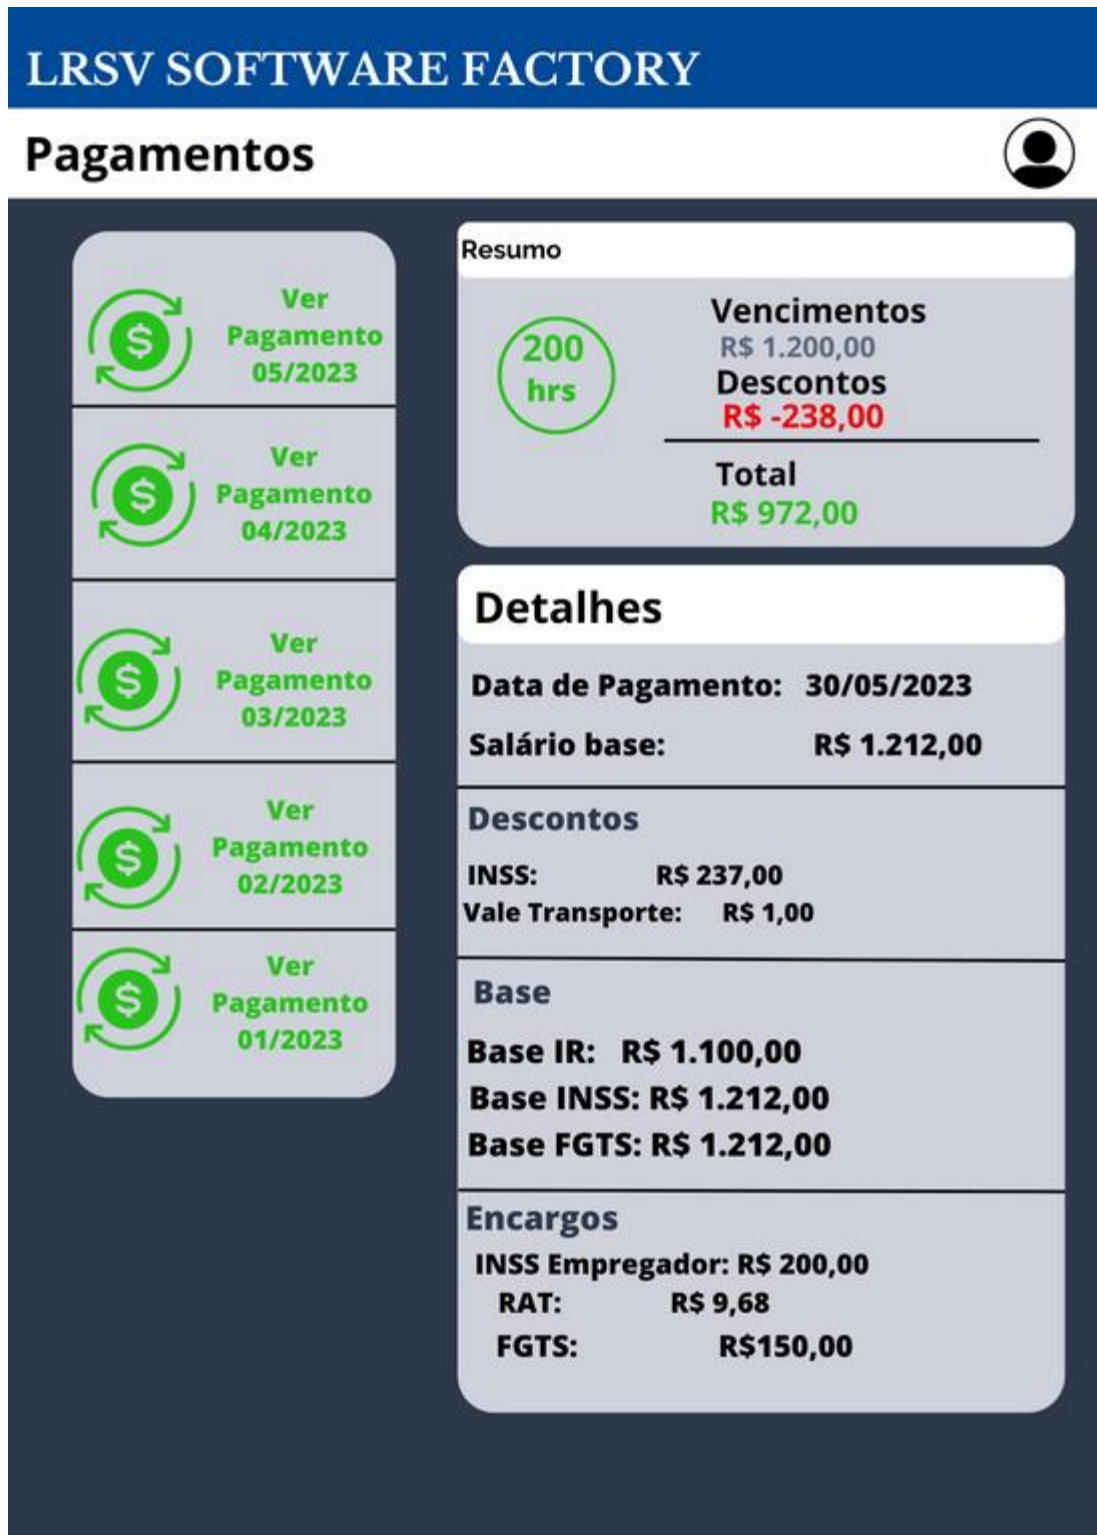 LRSV SOFTWARE FACTORY
Pagamentos
Ver
Pagamento
05/2023
Ver
Pagamento
04/2023
Ver
Pagamento
03/2023
Ver
Pagamento
02/2023
Ver
Pagamento
01/2023
Resumo
200
hrs
Vencimentos
R$ 1.200,00
Descontos
R$ -238,00
Total
R$ 972,00
Detalhes
Data de Pagamento: 30/05/2023
Salário base: R$ 1.212,00
Descontos
INSS: R$ 237,00
Vale Transporte: R$ 1,00
Base
Base IR: R$ 1.100,00
Base INSS: R$ 1.212,00
Base FGTS: R$ 1.212,00
Encargos
INSS Empregador: R$ 200,00
RAT: R$ 9,68
FGTS: R$150,00